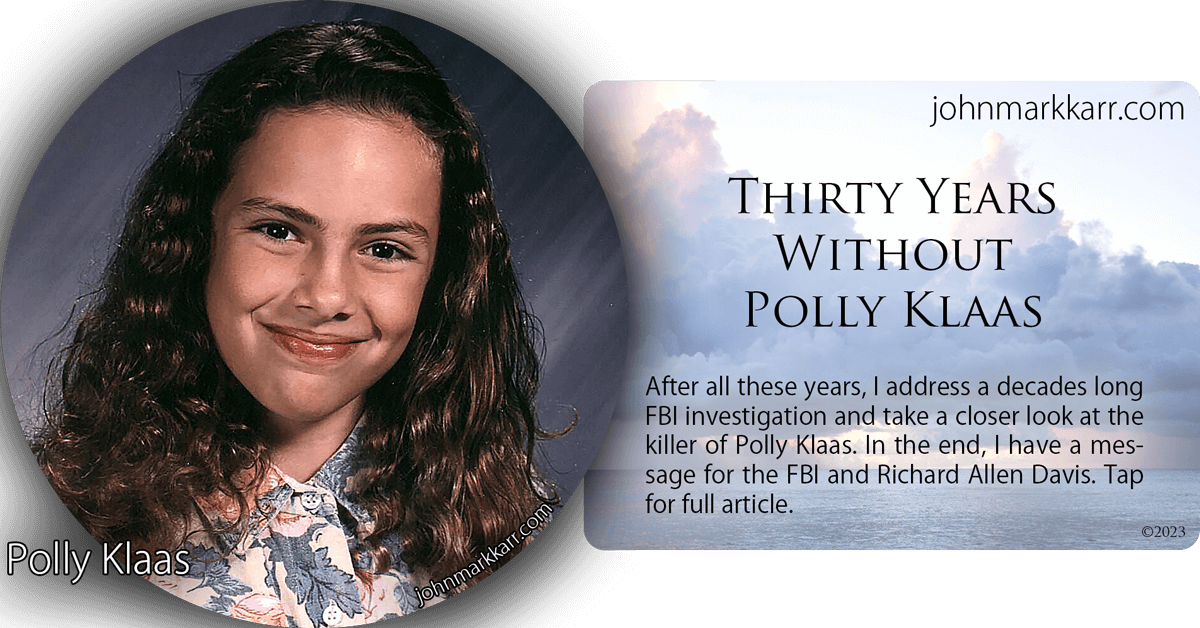 Polly Klaas
johnmarkkarr.com
johnmarkkarr.com
Thirty Years
Without
Polly Klaas
After all these years, I address a decades long
FBI investigation and take a closer look at the
killer of Polly Klaas. In the end, I have a mes-
sage for the FBI and Richard Allen Davis. Tap
for full article.
©2023